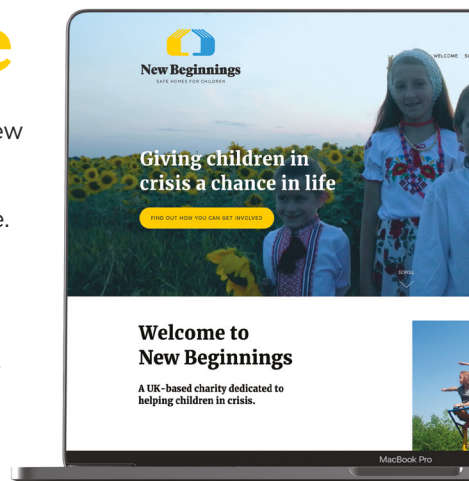 e
ew
e.
New Beginnings
SAFE HOMES FOR CHILDREN
WELCOME
Giving children in
crisis a chance in life
FIND OUT HOW YOU CAN GET INVOLVED
SCROLL
Welcome to
New Beginnings
A UK-based charity dedicated to
helping children in crisis.
MacBook Pro